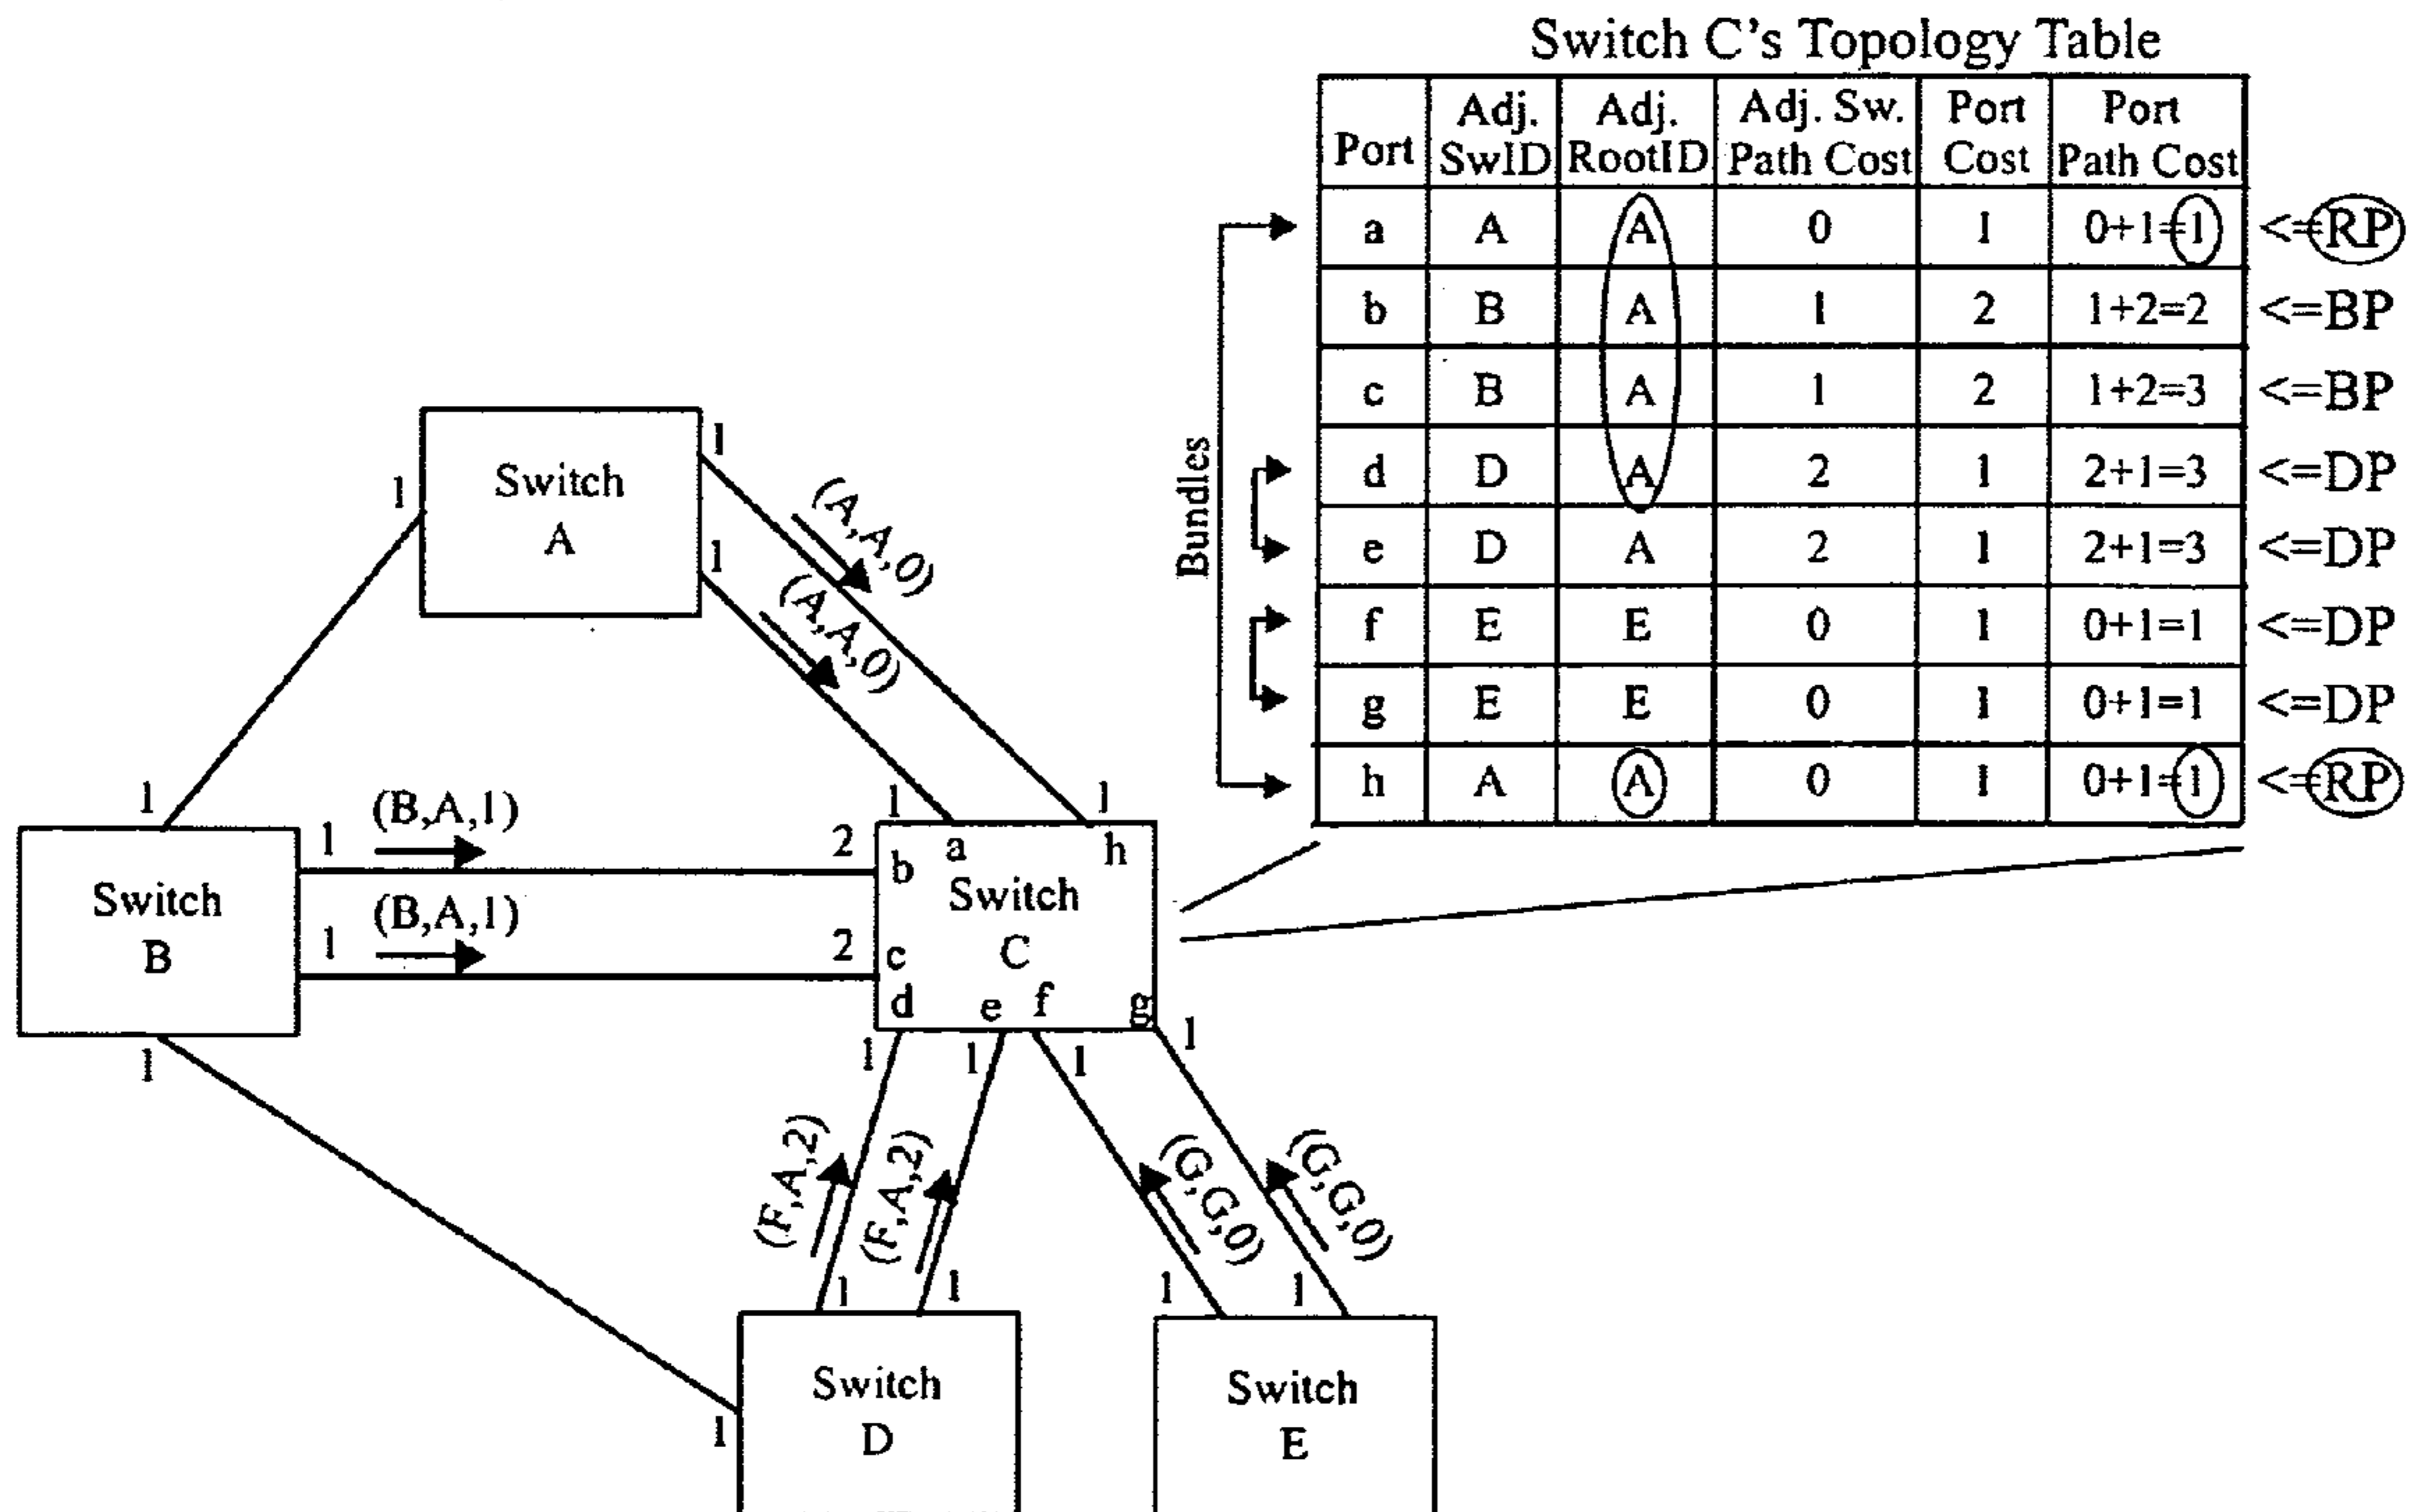 Switch C's Topology Table
Port Adj. SwID Adj. RootID Adj. Sw. Path Cost Port Cost Port Path Cost
a A A 0 1 0+1=1 <=RP
b B A 1 2 1+2=2 <=BP
c B A 1 2 1+2=3 <=BP
d D A 2 1 2+1=3 <=DP
e D A 2 1 2+1=3 <=DP
f E E 0 1 0+1=1 <=DP
g E E 0 1 0+1=1 <=DP
h A A 0 1 0+1=1 <=RP
Bundles
1
1
Switch
A
1
(A,A,0)
(A,A,0)
1
1
1
1 (B,A,1) 2
b a h
Switch
B
Switch
C
1 (B,A,1) 2
c
d e f g
1
1 1 1 1
(F,A,2)
(F,A,2)
(G,G,0)
(G,G,0)
1 1 1 1
Switch
D
1
Switch
E